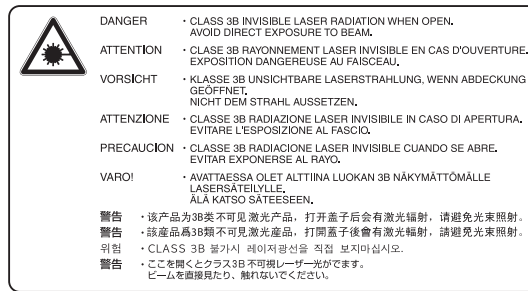 DANGER ・CLASS 3B INVISIBLE LASER RADIATION WHEN OPEN.
AVOID DIRECT EXPOSURE TO BEAM.
ATTENTION ・CLASE 3B RAYONNEMENT LASER INVISIBLE EN CAS D'OUVERTURE.
EXPOSITION DANGEREUSE AU FAISCEAU.
VORSICHT ・KLASSE 3B UNSICHTBARE LASERSTRAHLUNG, WENN ABDECKUNG
GEÖFFNET.
NICHT DEM STRAHL AUSSETZEN.
ATTENZIONE ・CLASSE 3B RADIAZIONE LASER INVISIBILE IN CASO DI APERTURA.
EVITARE L'ESPOSIZIONE AL FASCIO.
PRECAUCION ・CLASSE 3B RADIACIONE LASER INVISIBLE CUANDO SE ABRE.
EVITAR EXPONERSE AL RAYO.
VARO! ・AVATTAESSA OLET ALTTIINA LUOKAN 3B NÄKYMÄTTÖMÄLLE
LASERSÄTEILYLLE.
ÄLÄ KATSO SÄTEESEEN.
警告 ・该产品为3B类不可见激光产品，打开盖子后会有激光辐射，请避免光束照射。
警告 ・該産品爲3B類不可見激光産品，打開蓋子後會有激光輻射，請避免光束照射。
위험 ・CLASS 3B 불가시 레이저광선을 직접 보지마십시오.
警告 ・ここを開くとクラス3B不可視レーザー光がでます。
ビームを直接見たり、触れないでください。